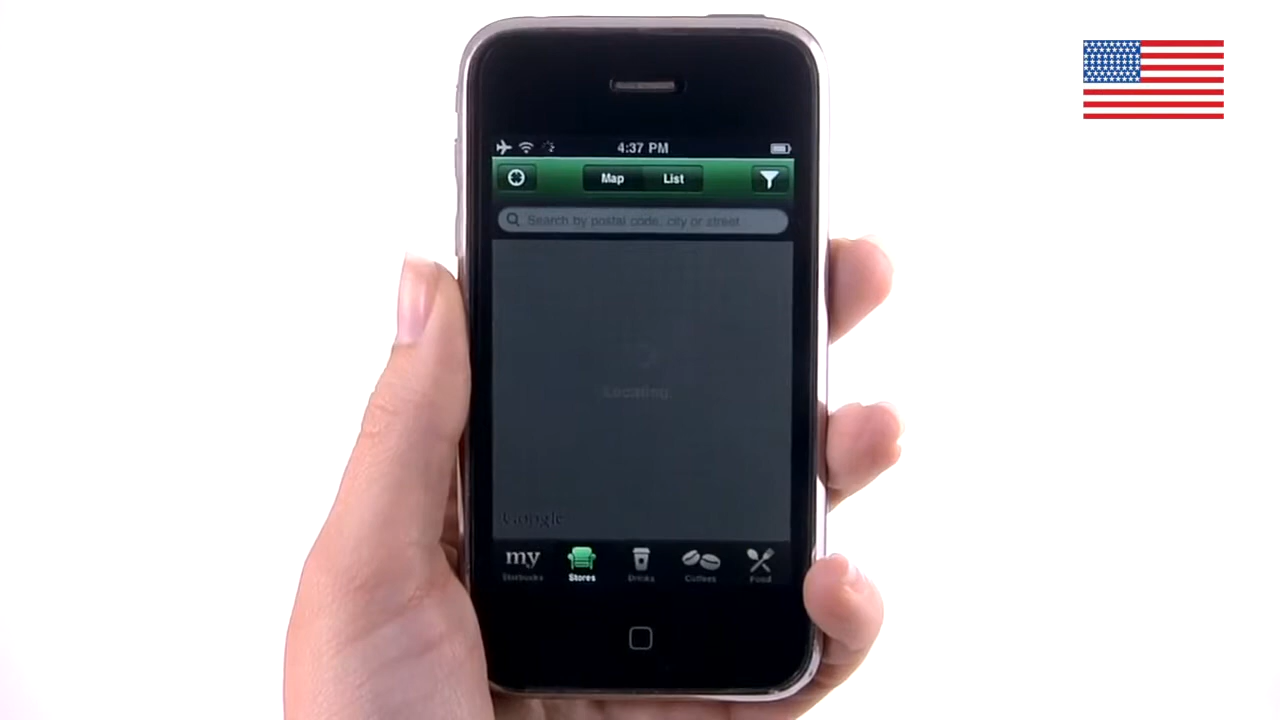 4:37 PM
Map List
Search by postal code, city or street
Locating
Google
my
Starbucks Stores Drinks Coffees Food